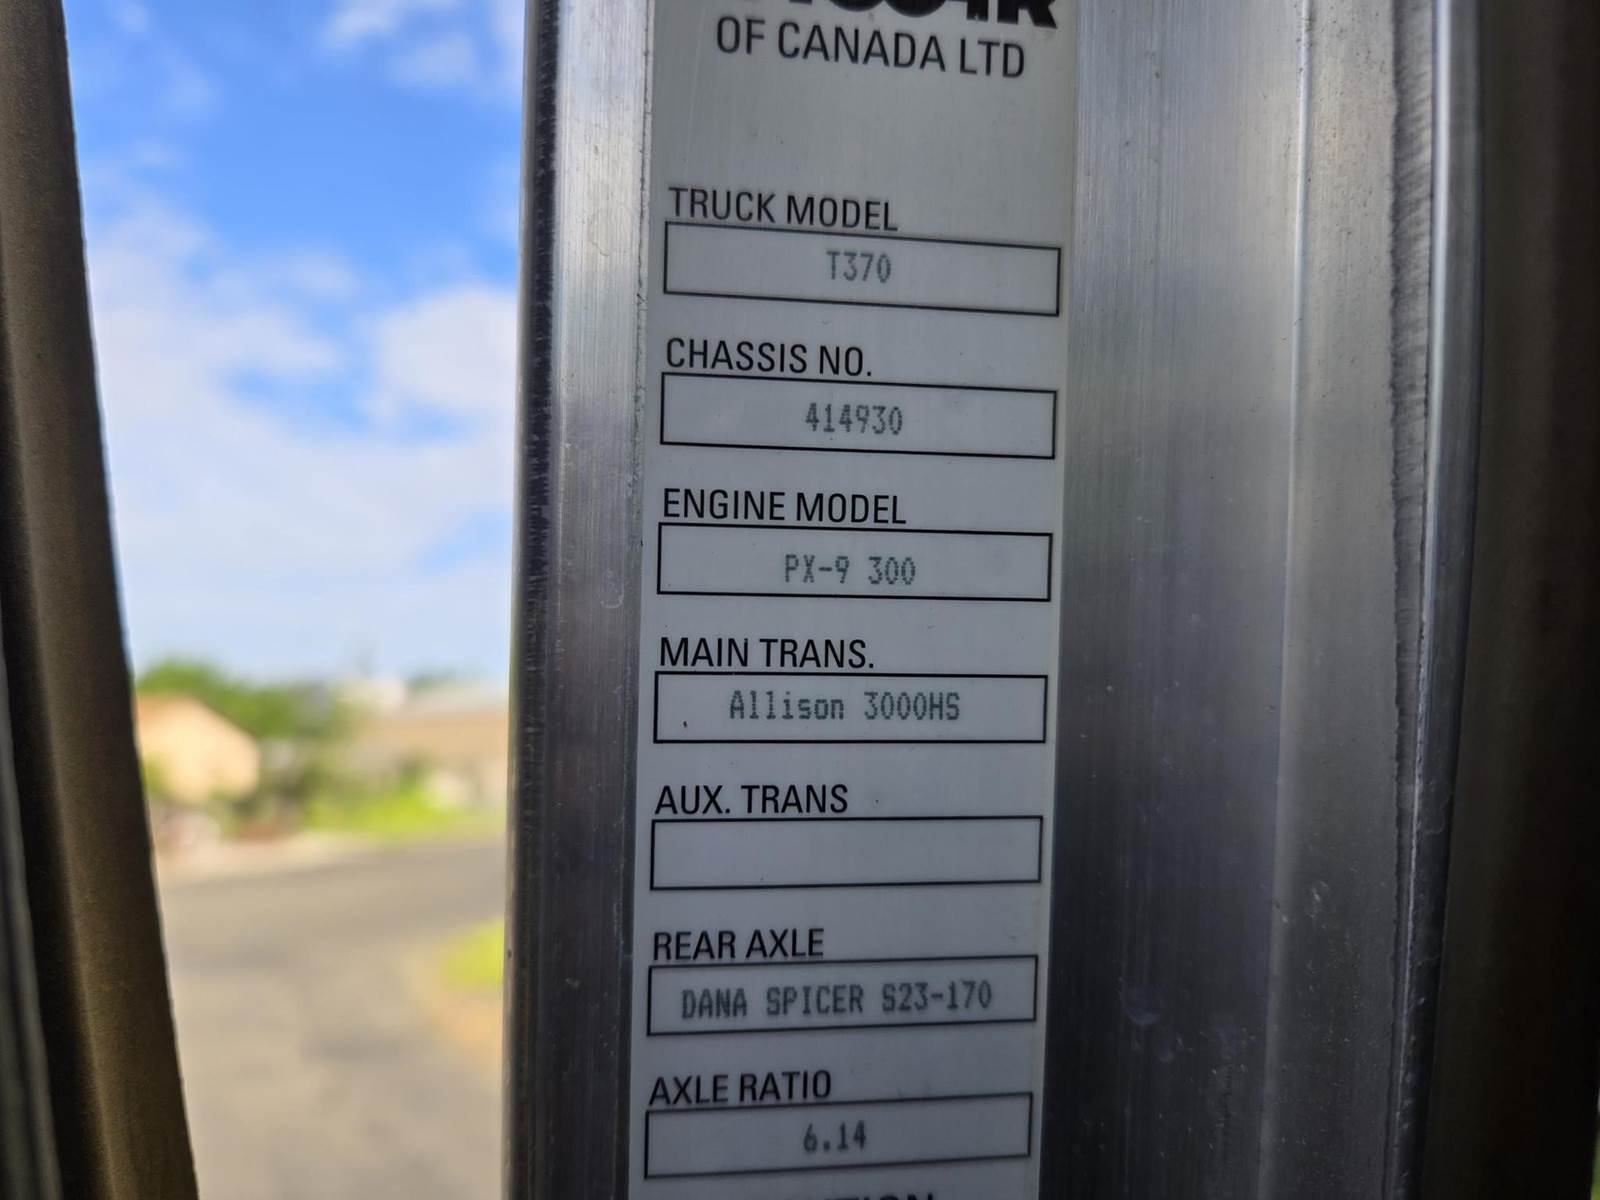 OF CANADA LTD
TRUCK MODEL
T370
CHASSIS NO.
414930
ENGINE MODEL
PX-9 300
MAIN TRANS.
Allison 3000HS
AUX. TRANS
REAR AXLE
DANA SPICER S23-170
AXLE RATIO
6.14